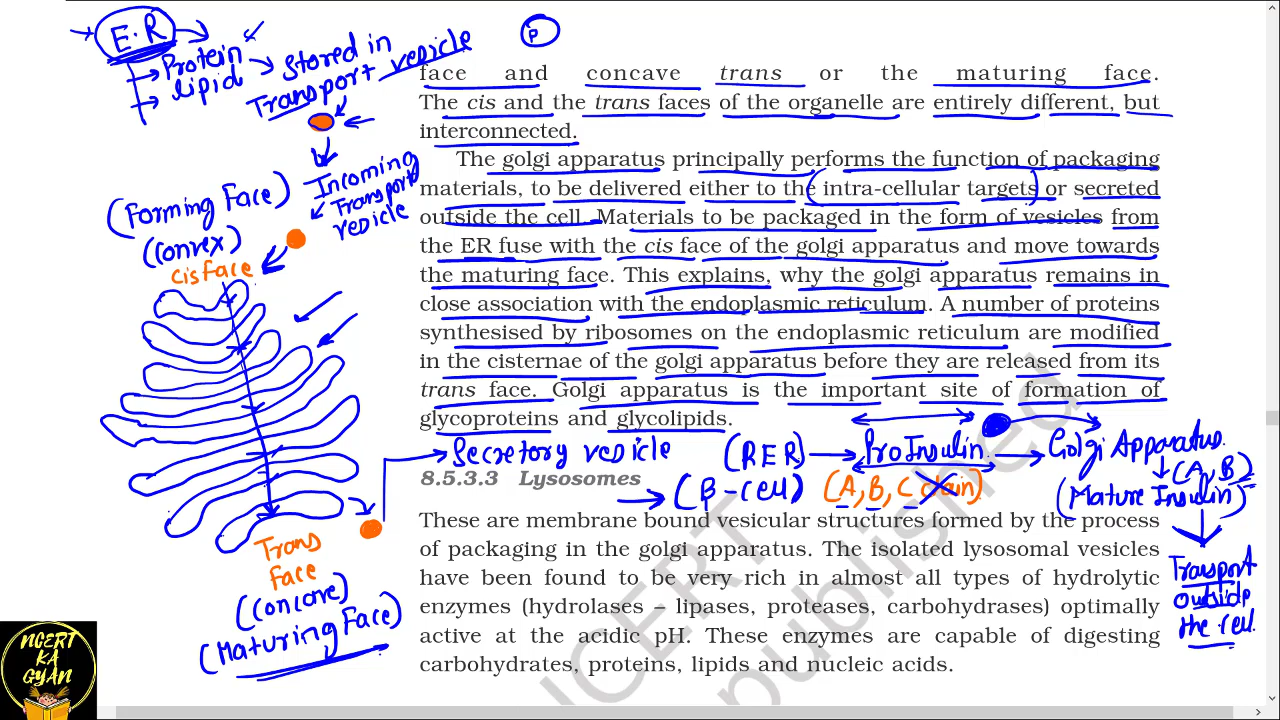 E.R
Protein
lipid
Stored in
Transport vesicle
P
Incoming
Transport
vesicle
(Forming Face)
(Convex)
Cis Face
Trans
Face
(Concave)
(Maturing Face)
face and concave trans or the maturing face.
The cis and the trans faces of the organelle are entirely different, but
interconnected.
The golgi apparatus principally performs the function of packaging
materials, to be delivered either to the intra-cellular targets or secreted
outside the cell. Materials to be packaged in the form of vesicles from
the ER fuse with the cis face of the golgi apparatus and move towards
the maturing face. This explains, why the golgi apparatus remains in
close association with the endoplasmic reticulum. A number of proteins
synthesised by ribosomes on the endoplasmic reticulum are modified
in the cisternae of the golgi apparatus before they are released from its
trans face. Golgi apparatus is the important site of formation of
glycoproteins and glycolipids.
Secretory vesicle (RER) ProInsulin Golgi Apparatus
(A, B)
8.5.3.3 Lysosomes (B-cell) (A, B, C chain) (Mature Insulin)
These are membrane bound vesicular structures formed by the process
of packaging in the golgi apparatus. The isolated lysosomal vesicles
have been found to be very rich in almost all types of hydrolytic
enzymes (hydrolases – lipases, proteases, carbohydrases) optimally
active at the acidic pH. These enzymes are capable of digesting
carbohydrates, proteins, lipids and nucleic acids.
Transport
outside
the cell.
NCERT
published
NCERT
KA
GYAN